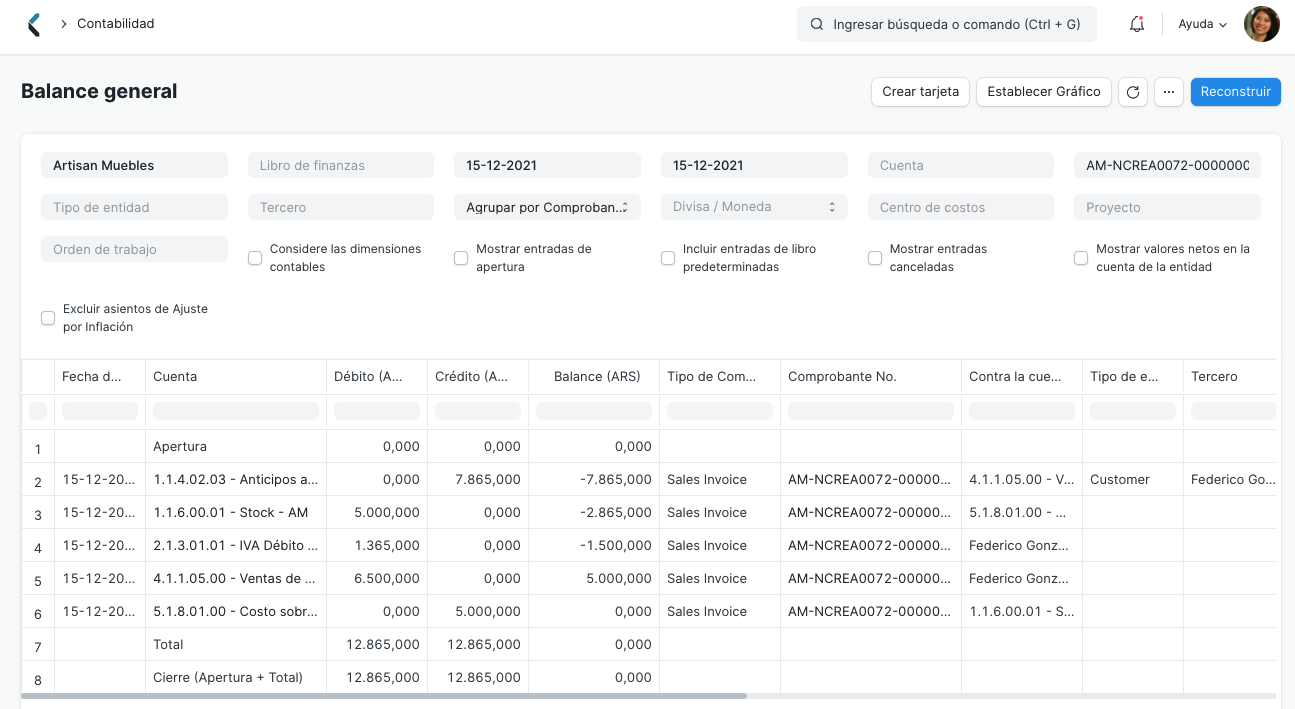 Contabilidad
Ingresar búsqueda o comando (Ctrl + G)
Ayuda
Balance general
Crear tarjeta
Establecer Gráfico
Reconstruir
Artisan Muebles
Libro de finanzas
15-12-2021
15-12-2021
Cuenta
AM-NCREA0072-0000000
Tipo de entidad
Tercero
Agrupar por Comproban...
Divisa / Moneda
Centro de costos
Proyecto
Orden de trabajo
Considere las dimensiones
contables
Mostrar entradas de
apertura
Incluir entradas de libro
predeterminadas
Mostrar entradas
canceladas
Mostrar valores netos en la
cuenta de la entidad
Excluir asientos de Ajuste
por Inflación
Fecha d... Cuenta Débito (A... Crédito (A... Balance (ARS) Tipo de Com... Comprobante No. Contra la cue... Tipo de e... Tercero
1 Apertura 0,000 0,000 0,000
2 15-12-20... 1.1.4.02.03 - Anticipos a... 0,000 7.865,000 -7.865,000 Sales Invoice AM-NCREA0072-00000... 4.1.1.05.00 - V... Customer Federico Go...
3 15-12-20... 1.1.6.00.01 - Stock - AM 5.000,000 0,000 -2.865,000 Sales Invoice AM-NCREA0072-00000... 5.1.8.01.00 - ...
4 15-12-20... 2.1.3.01.01 - IVA Débito ... 1.365,000 0,000 -1.500,000 Sales Invoice AM-NCREA0072-00000... Federico Gonz...
5 15-12-20... 4.1.1.05.00 - Ventas de ... 6.500,000 0,000 5.000,000 Sales Invoice AM-NCREA0072-00000... Federico Gonz...
6 15-12-20... 5.1.8.01.00 - Costo sobr... 0,000 5.000,000 0,000 Sales Invoice AM-NCREA0072-00000... 1.1.6.00.01 - S...
7 Total 12.865,000 12.865,000 0,000
8 Cierre (Apertura + Total) 12.865,000 12.865,000 0,000